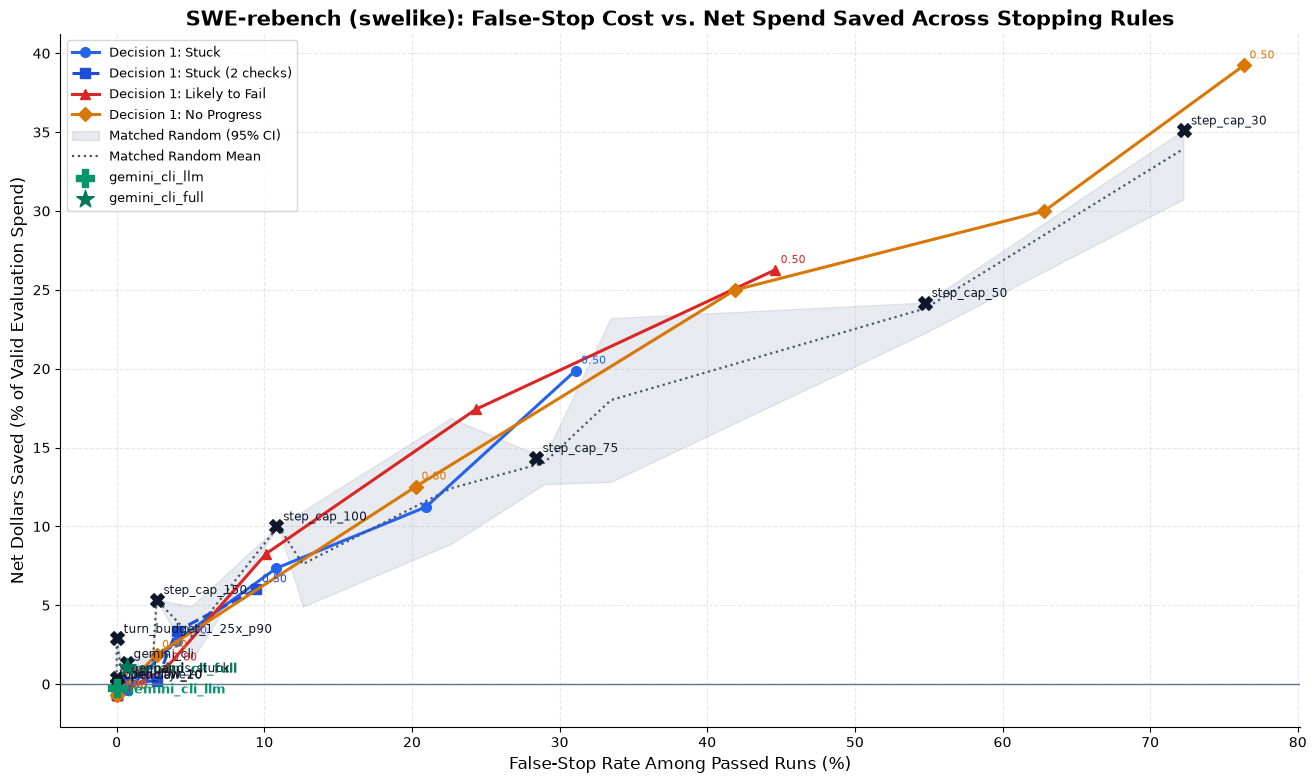 SWE-rebench (swelike): False-Stop Cost vs. Net Spend Saved Across Stopping Rules
Net Dollars Saved (% of Valid Evaluation Spend)
40
35
30
25
20
15
10
5
0
Decision 1: Stuck
Decision 1: Stuck (2 checks)
Decision 1: Likely to Fail
Decision 1: No Progress
Matched Random (95% CI)
Matched Random Mean
gemini_cli_llm
gemini_cli_full
0.50
step_cap_30
0.50
step_cap_50
0.50
step_cap_75
0.80
step_cap_100
0.50
step_cap_150
turn_budget_1_25x_p90
gemini_cli
gemini_cli_llm
0 10 20 30 40 50 60 70 80
False-Stop Rate Among Passed Runs (%)